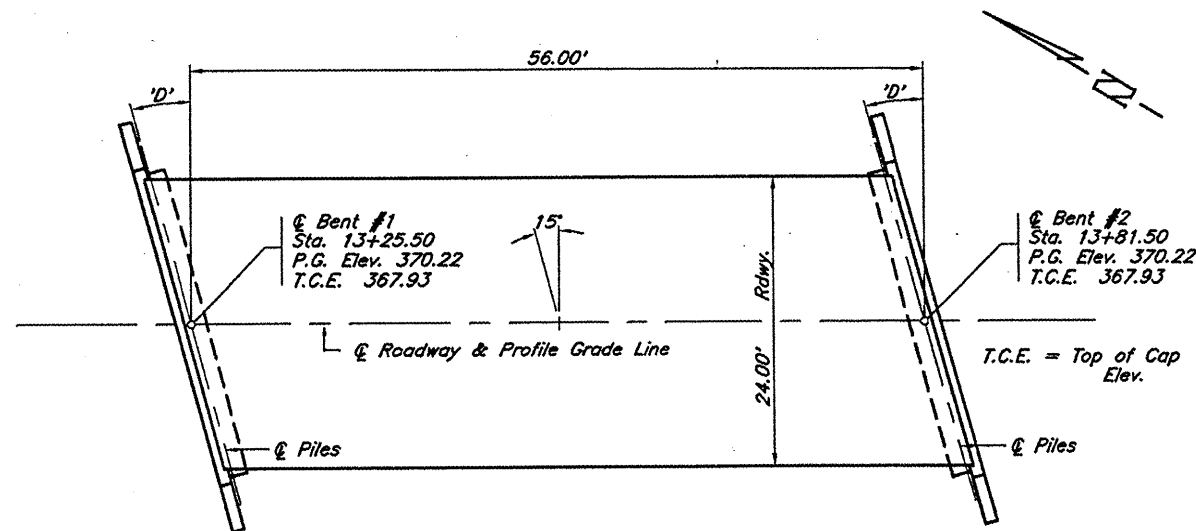 56.00'
'D'
'D'
N
℄ Bent #1
Sta. 13+25.50
P.G. Elev. 370.22
T.C.E. 367.93
15°
Rdwy.
24.00'
℄ Bent #2
Sta. 13+81.50
P.G. Elev. 370.22
T.C.E. 367.93
℄ Roadway & Profile Grade Line
T.C.E. = Top of Cap
Elev.
℄ Piles
℄ Piles